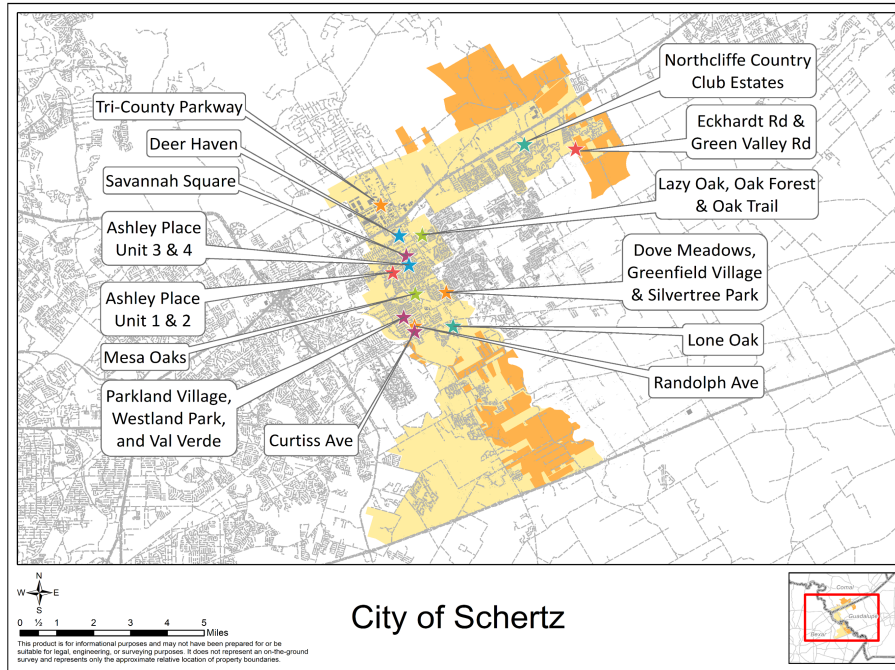 Northcliffe Country
Club Estates
Tri-County Parkway
Eckhardt Rd &
Green Valley Rd
Deer Haven
Savannah Square
Lazy Oak, Oak Forest
& Oak Trail
Ashley Place
Unit 3 & 4
Dove Meadows,
Greenfield Village
& Silvertree Park
Ashley Place
Unit 1 & 2
Lone Oak
Mesa Oaks
Randolph Ave
Parkland Village,
Westland Park,
and Val Verde
Curtiss Ave
N
W E
S
0 ½ 1 2 3 4 5
Miles
This product is for informational purposes and may not have been prepared for or be
suitable for legal, engineering, or surveying purposes. It does not represent an on-the-ground
survey and represents only the approximate relative location of property boundaries.
City of Schertz
Comal
Guadalupe
Bexar